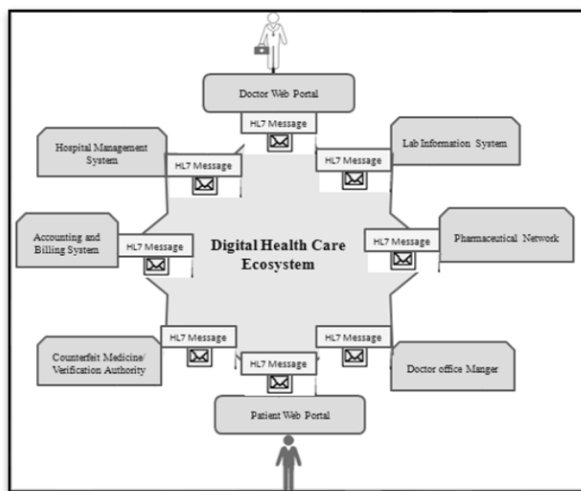 Doctor Web Portal
HL7 Message
Hospital Management
System
HL7 Message
HL7 Message
Lab Information System
Accounting and
Billing System
HL7 Message
Digital Health Care
Ecosystem
HL7 Message
Pharmaceutical Network
Counterfeit Medicine/
Verification Authority
HL7 Message
HL7 Message
HL7 Message
Doctor office Manger
Patient Web Portal